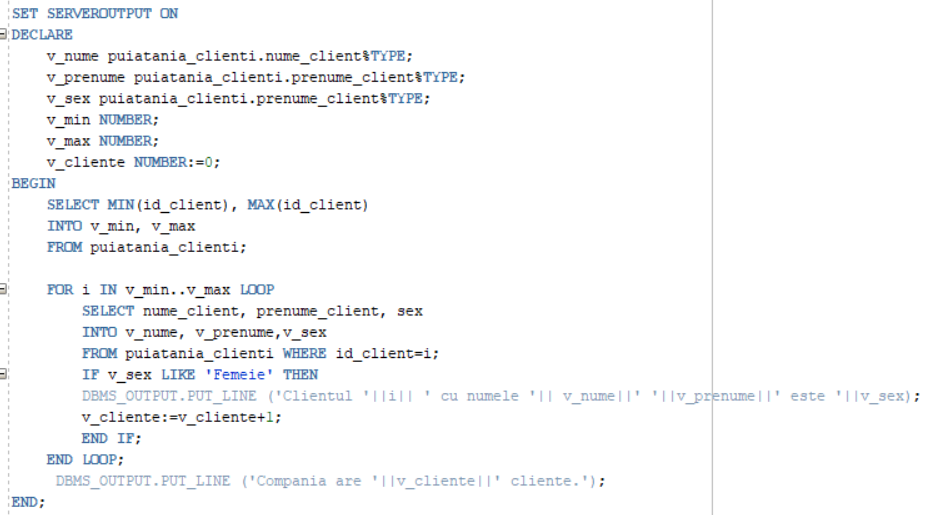 SET SERVEROUTPUT ON
DECLARE
v_nume puiatania_clienti.nume_client%TYPE;
v_prenume puiatania_clienti.prenume_client%TYPE;
v_sex puiatania_clienti.prenume_client%TYPE;
v_min NUMBER;
v_max NUMBER;
v_cliente NUMBER:=0;
BEGIN
SELECT MIN(id_client), MAX(id_client)
INTO v_min, v_max
FROM puiatania_clienti;
FOR i IN v_min..v_max LOOP
SELECT nume_client, prenume_client, sex
INTO v_nume, v_prenume,v_sex
FROM puiatania_clienti WHERE id_client=i;
IF v_sex LIKE 'Femeie' THEN
DBMS_OUTPUT.PUT_LINE ('Clientul '||i|| ' cu numele '|| v_nume||' '||v_prenume||' este '||v_sex);
v_cliente:=v_cliente+1;
END IF;
END LOOP;
DBMS_OUTPUT.PUT_LINE ('Compania are '||v_cliente||' cliente.');
END;